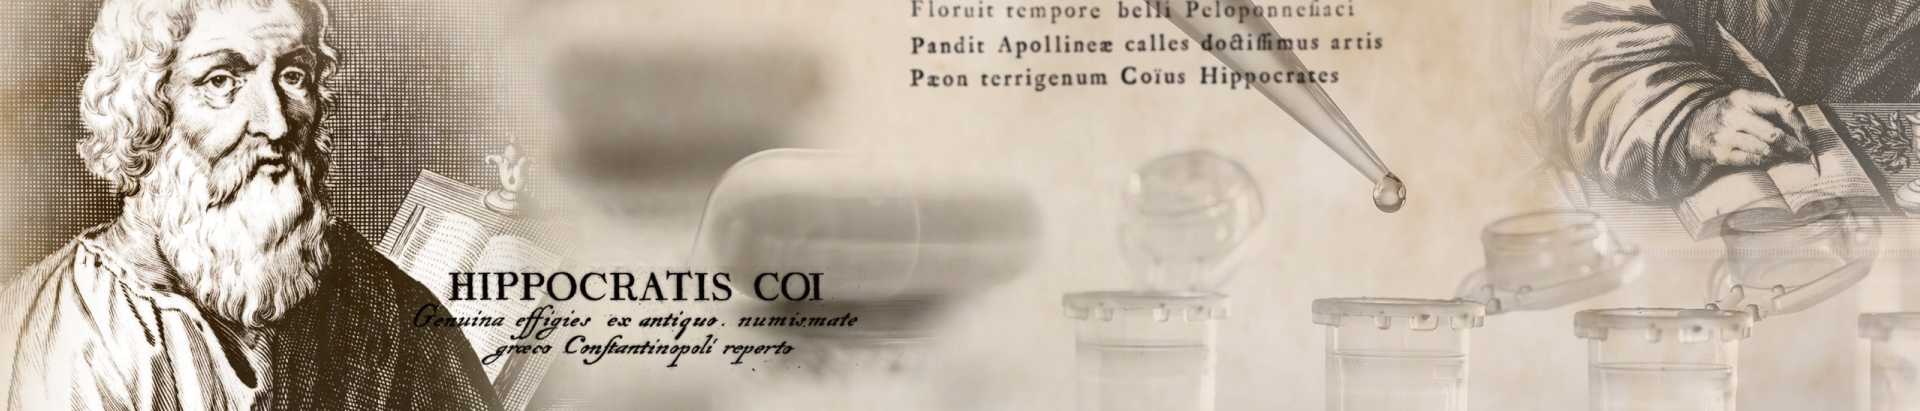 Floruit tempore belli Peloponneſiaci
Pandit Apollineæ calles doctiſſimus artis
Pæon terrigenum Coïus Hippocrates
HIPPOCRATIS COI
Genuina effigies ex antiquo. numismate
græco Conſtantinopoli reperto